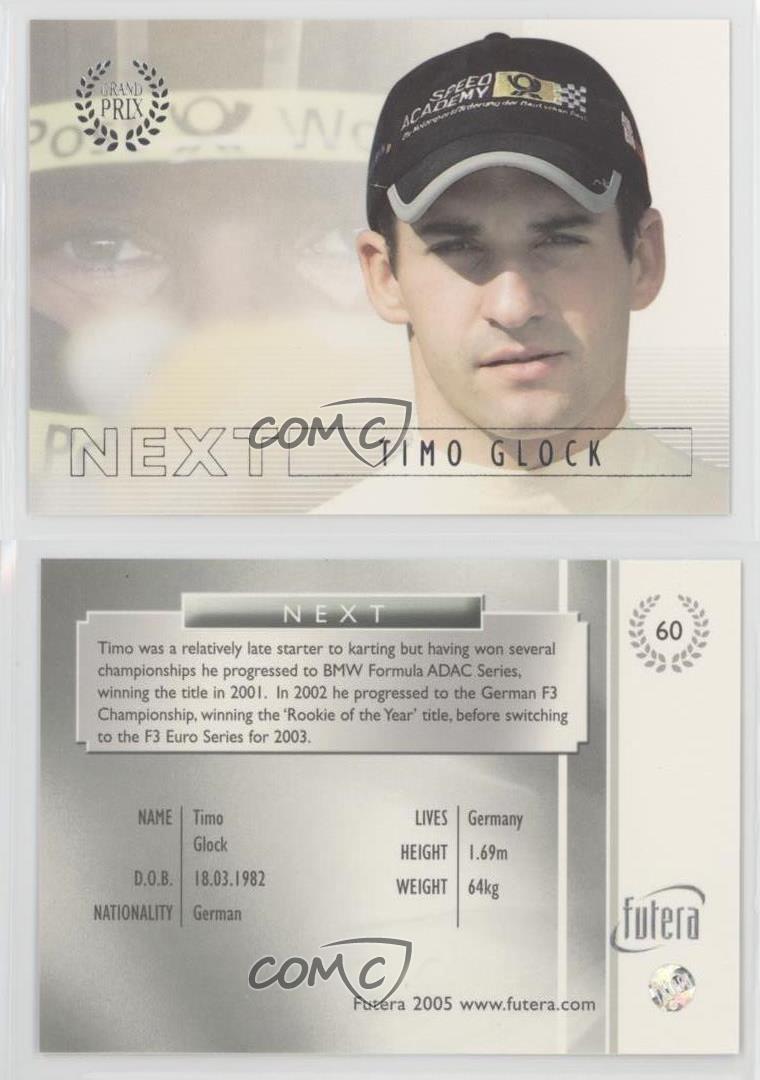 GRAND
PRIX
Po
Wo
SPEED
ACADEMY
NEXT
TIMO GLOCK
COMC
NEXT
60
Timo was a relatively late starter to karting but having won several
championships he progressed to BMW Formula ADAC Series,
winning the title in 2001. In 2002 he progressed to the German F3
Championship, winning the 'Rookie of the Year' title, before switching
to the F3 Euro Series for 2003.
NAME Timo
Glock
D.O.B. 18.03.1982
NATIONALITY German
LIVES Germany
HEIGHT 1.69m
WEIGHT 64kg
futera
COMC
Futera 2005 www.futera.com